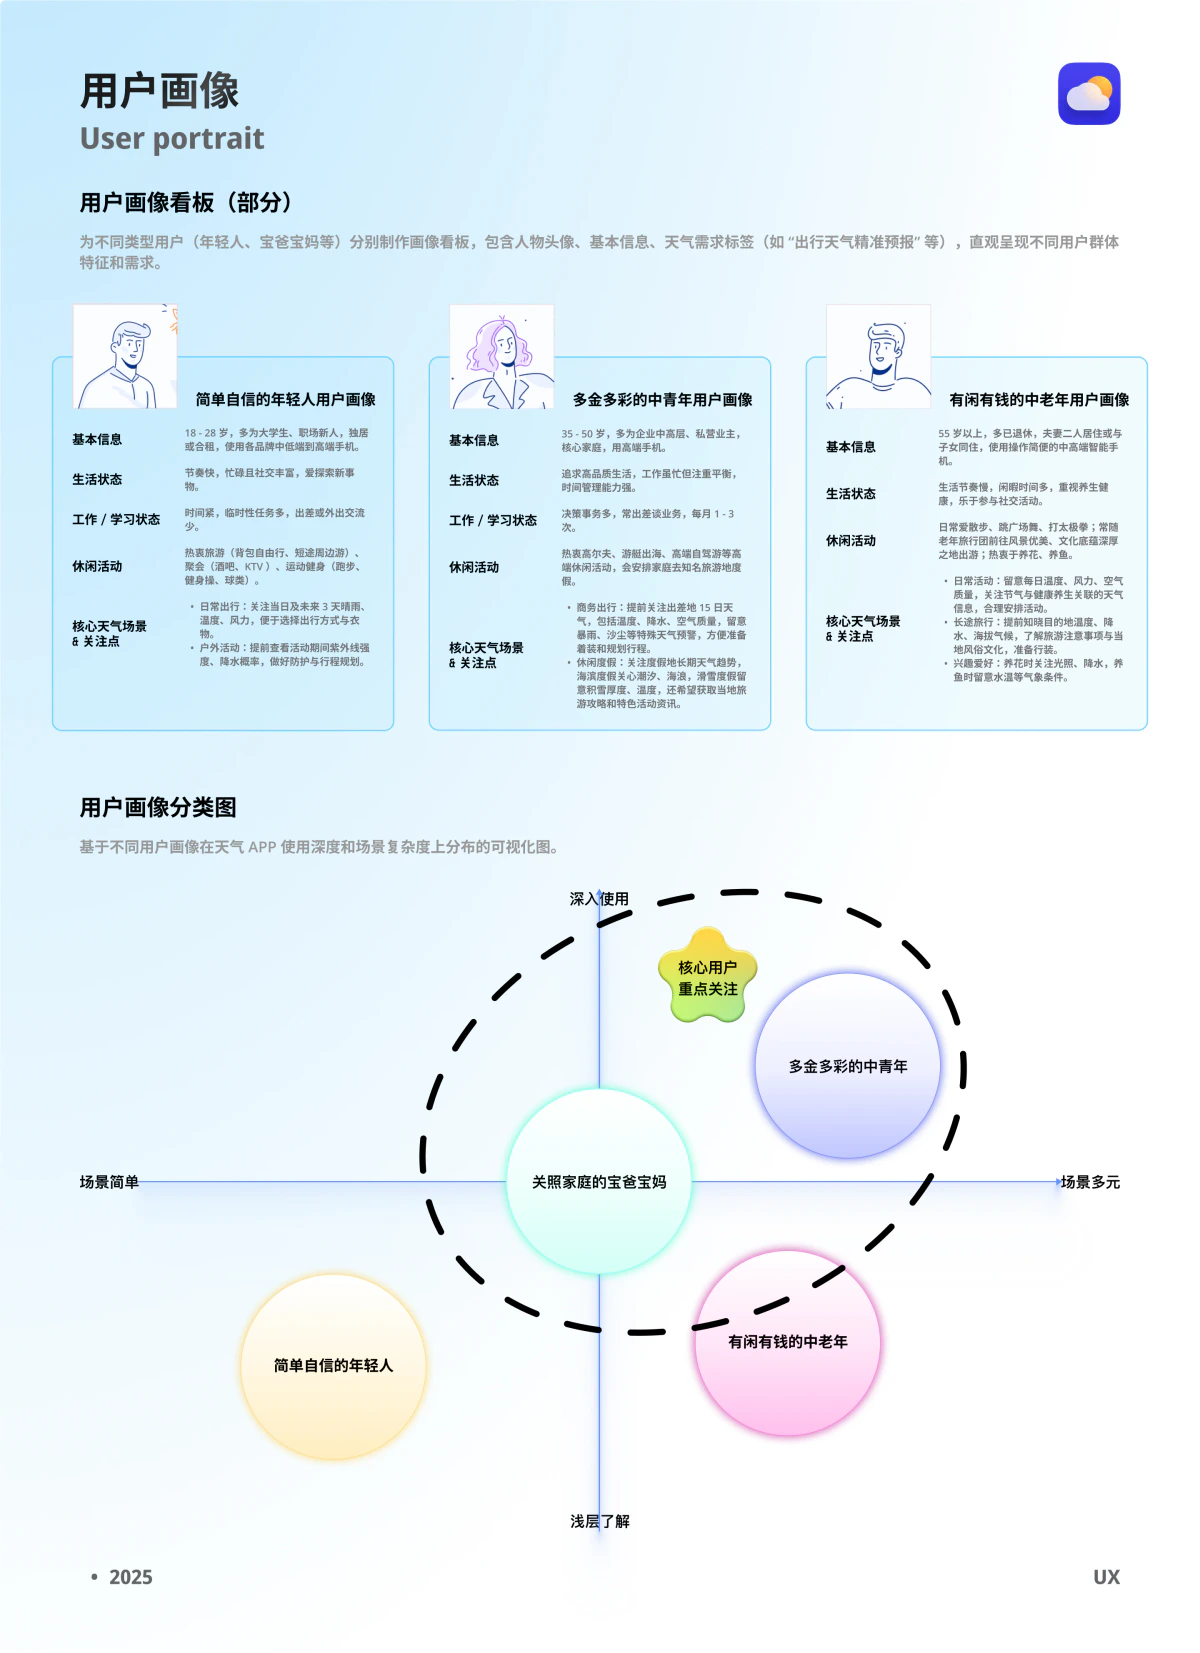 用户画像
User portrait
用户画像看板（部分）
为不同类型用户（年轻人、宝爸宝妈等）分别制作画像看板，包含人物头像、基本信息、天气需求标签（如 “出行天气精准预报” 等），直观呈现不同用户群体
特征和需求。
简单自信的年轻人用户画像
基本信息
18 - 28 岁，多为大学生、职场新人，独居
或合租，使用各品牌中低端到高端手机。
生活状态
节奏快，忙碌且社交丰富，爱探索新事
物。
工作 / 学习状态
时间紧，临时性任务多，出差或外出交流
少。
休闲活动
热衷旅游（背包自由行、短途周边游）、
聚会（酒吧、KTV ）、运动健身（跑步、
健身操、球类）。
核心天气场景
& 关注点
• 日常出行：关注当日及未来 3 天晴雨、
温度、风力，便于选择出行方式与衣
物。
• 户外活动：提前查看活动期间紫外线强
度、降水概率，做好防护与行程规划。
多金多彩的中青年用户画像
基本信息
35 - 50 岁，多为企业中高层、私营业主，
核心家庭，用高端手机。
生活状态
追求高品质生活，工作虽忙但注重平衡，
时间管理能力强。
工作 / 学习状态
决策事务多，常出差谈业务，每月 1 - 3
次。
休闲活动
热衷高尔夫、游艇出海、高端自驾游等高
端休闲活动，会安排家庭去知名旅游地度
假。
核心天气场景
& 关注点
• 商务出行：提前关注出差地 15 日天
气，包括温度、降水、空气质量，留意
暴雨、沙尘等特殊天气预警，方便准备
着装和规划行程。
• 休闲度假：关注度假地长期天气趋势，
海滨度假关心潮汐、海浪，滑雪度假留
意积雪厚度、温度，还希望获取当地旅
游攻略和特色活动资讯。
有闲有钱的中老年用户画像
基本信息
55 岁以上，多已退休，夫妻二人居住或与
子女同住，使用操作简便的中高端智能手
机。
生活状态
生活节奏慢，闲暇时间多，重视养生健
康，乐于参与社交活动。
休闲活动
日常爱散步、跳广场舞、打太极拳；常随
老年旅行团前往风景优美、文化底蕴深厚
之地出游；热衷于养花、养鱼。
核心天气场景
& 关注点
• 日常活动：留意每日温度、风力、空气
质量，关注节气与健康养生关联的天气
信息，合理安排活动。
• 长途旅行：提前知晓目的地温度、降
水、海拔气候，了解旅游注意事项与当
地风俗文化，准备行装。
• 兴趣爱好：养花时关注光照、降水，养
鱼时留意水温等气象条件。
用户画像分类图
基于不同用户画像在天气 APP 使用深度和场景复杂度上分布的可视化图。
深入使用
核心用户
重点关注
多金多彩的中青年
场景简单
关照家庭的宝爸宝妈
场景多元
有闲有钱的中老年
简单自信的年轻人
浅层了解
• 2025
UX